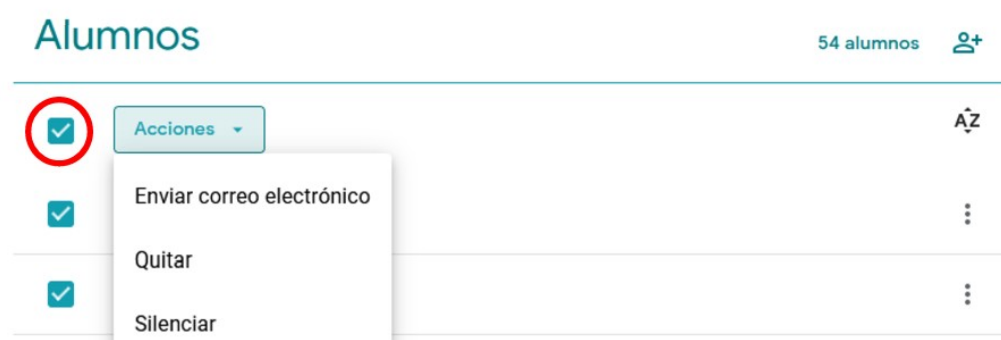 Alumnos
54 alumnos
Acciones
AZ
Enviar correo electrónico
Quitar
Silenciar